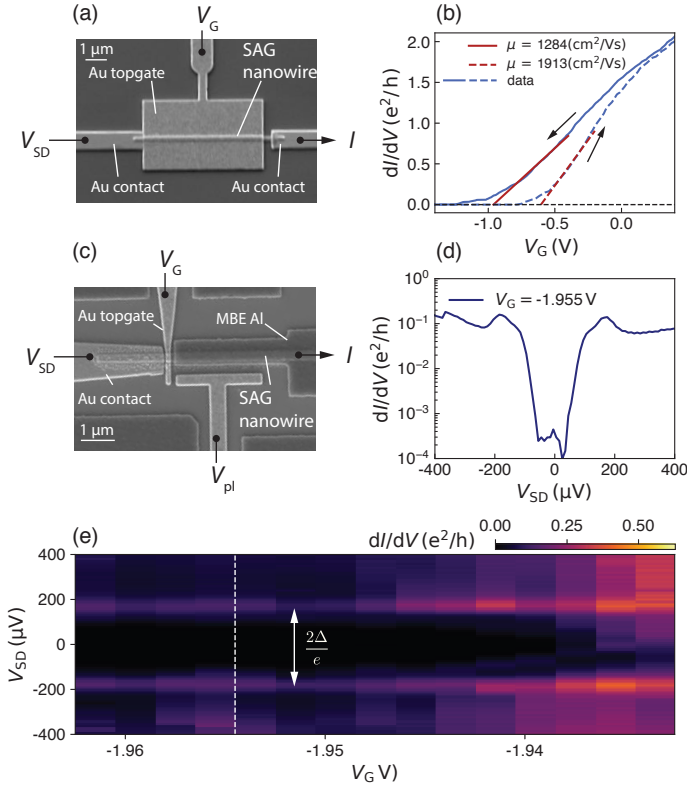 (a)
V_G
1 μm
Au topgate
SAG
nanowire
V_SD
I
Au contact
Au contact
(b)
μ = 1284(cm²/Vs)
μ = 1913(cm²/Vs)
data
dI/dV (e²/h)
2.0
1.5
1.0
0.5
0.0
-1.0
-0.5
0.0
V_G (V)
(c)
V_G
Au topgate
MBE Al
V_SD
I
Au contact
SAG
nanowire
1 μm
V_pl
(d)
V_G = -1.955 V
dI/dV (e²/h)
10⁰
10⁻¹
10⁻²
10⁻³
10⁻⁴
-400
-200
0
200
400
V_SD (μV)
(e)
dI/dV (e²/h)
0.00
0.25
0.50
V_SD (μV)
400
200
0
-200
-400
2Δ
e
-1.96
-1.95
-1.94
V_G V)